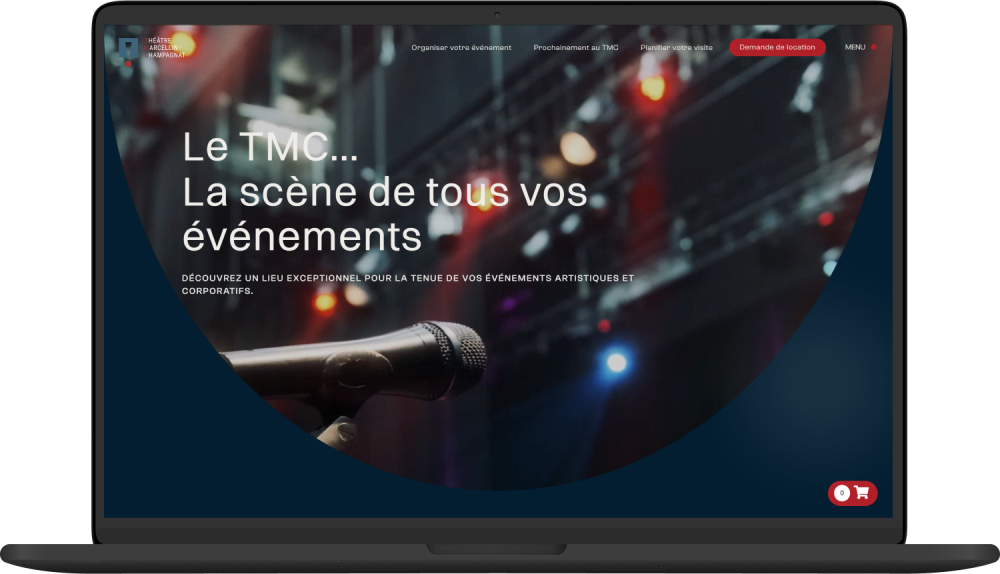 HÉÂTRE
ARCELLIN-
HAMPAGNAT
Organiser votre événement
Prochainement au TMC
Planifier votre visite
Demande de location
MENU
Le TMC...
La scène de tous vos
événements
DÉCOUVREZ UN LIEU EXCEPTIONNEL POUR LA TENUE DE VOS ÉVÉNEMENTS ARTISTIQUES ET
CORPORATIFS.
0